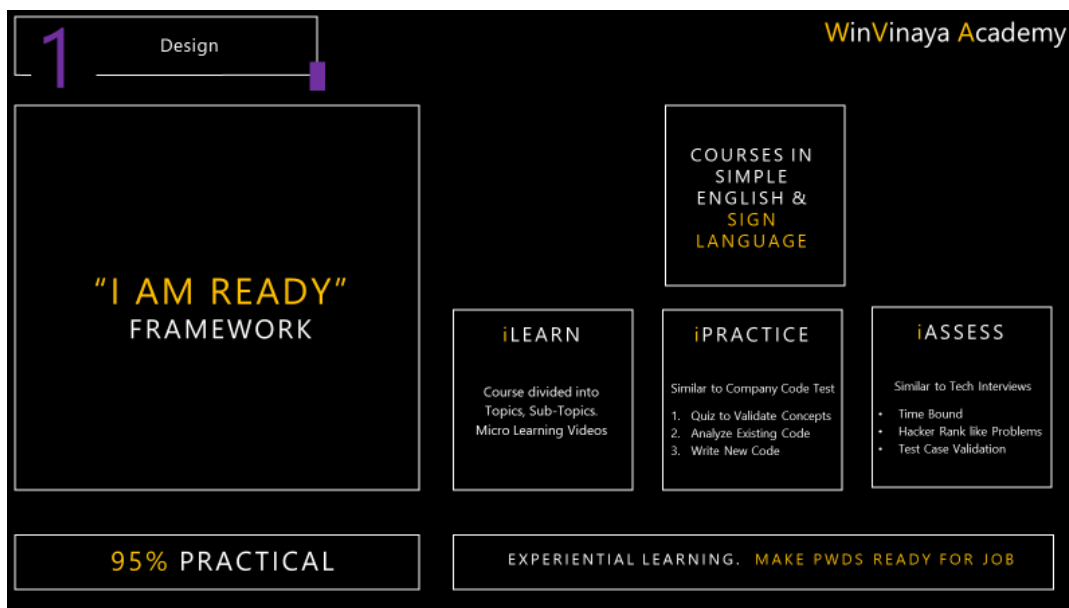 1
Design
WinVinaya Academy
COURSES IN
SIMPLE
ENGLISH &
SIGN
LANGUAGE
“I AM READY”
FRAMEWORK
iLEARN
Course divided into
Topics, Sub-Topics.
Micro Learning Videos
iPRACTICE
Similar to Company Code Test
1. Quiz to Validate Concepts
2. Analyze Existing Code
3. Write New Code
iASSESS
Similar to Tech Interviews
• Time Bound
• Hacker Rank like Problems
• Test Case Validation
95% PRACTICAL
EXPERIENTIAL LEARNING. MAKE PWDS READY FOR JOB